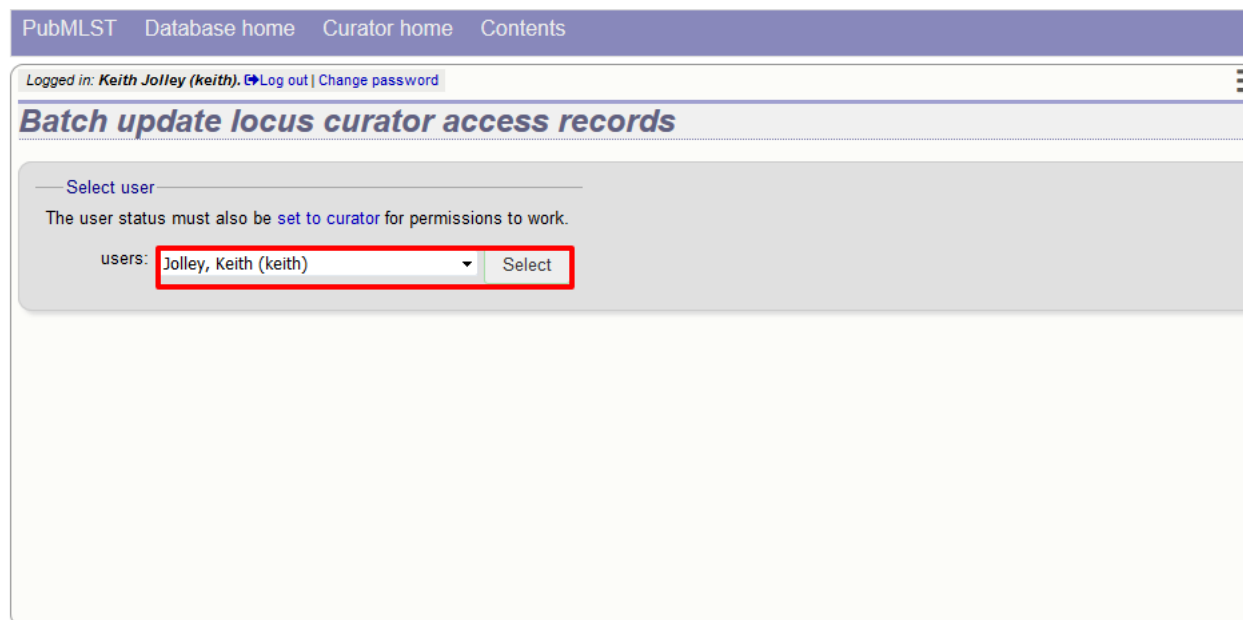 PubMLST Database home Curator home Contents
Logged in: Keith Jolley (keith). Log out | Change password
Batch update locus curator access records
Select user
The user status must also be set to curator for permissions to work.
users: Jolley, Keith (keith) Select